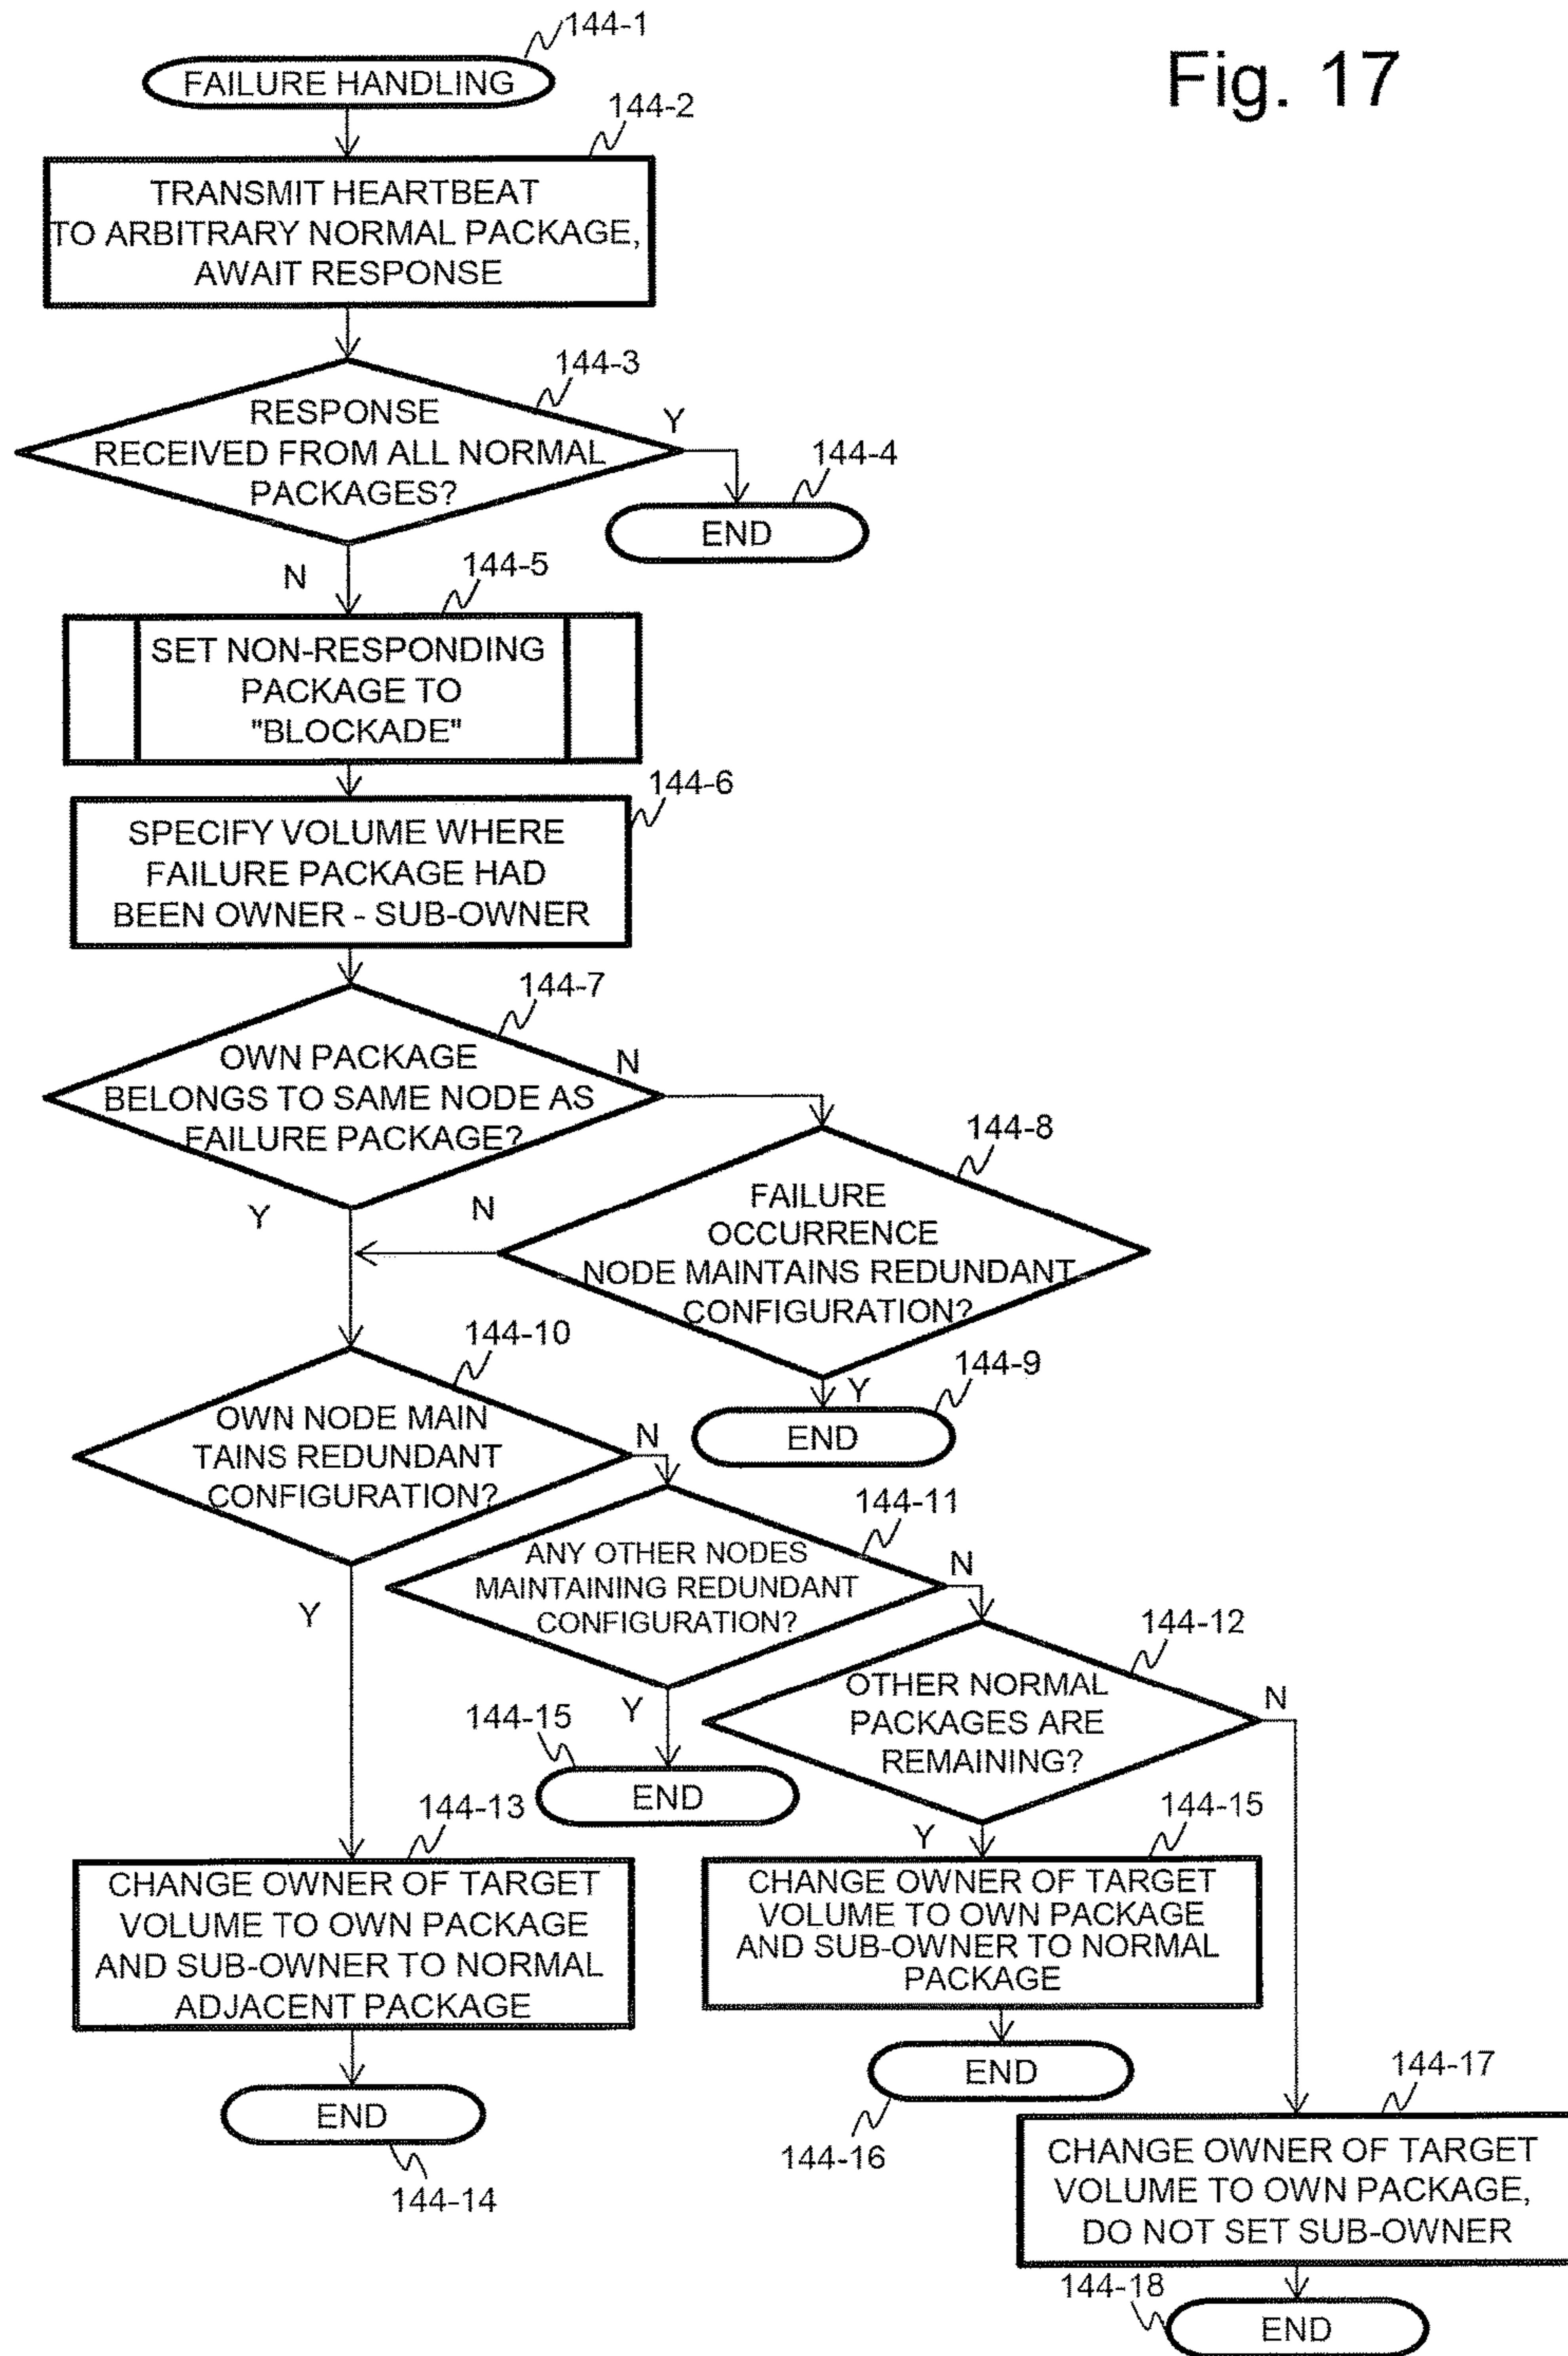 Fig. 17
144-1
FAILURE HANDLING
144-2
TRANSMIT HEARTBEAT
TO ARBITRARY NORMAL PACKAGE,
AWAIT RESPONSE
144-3
RESPONSE
RECEIVED FROM ALL NORMAL
PACKAGES?
Y
144-4
END
N
144-5
SET NON-RESPONDING
PACKAGE TO
"BLOCKADE"
144-6
SPECIFY VOLUME WHERE
FAILURE PACKAGE HAD
BEEN OWNER - SUB-OWNER
144-7
OWN PACKAGE
BELONGS TO SAME NODE AS
FAILURE PACKAGE?
N
Y
144-8
FAILURE
OCCURRENCE
NODE MAINTAINS REDUNDANT
CONFIGURATION?
N
Y
144-9
END
144-10
OWN NODE MAIN
TAINS REDUNDANT
CONFIGURATION?
N
Y
144-11
ANY OTHER NODES
MAINTAINING REDUNDANT
CONFIGURATION?
N
Y
144-15
END
144-12
OTHER NORMAL
PACKAGES ARE
REMAINING?
N
Y
144-13
CHANGE OWNER OF TARGET
VOLUME TO OWN PACKAGE
AND SUB-OWNER TO NORMAL
ADJACENT PACKAGE
END
144-14
144-15
CHANGE OWNER OF TARGET
VOLUME TO OWN PACKAGE
AND SUB-OWNER TO NORMAL
PACKAGE
END
144-16
144-17
CHANGE OWNER OF TARGET
VOLUME TO OWN PACKAGE,
DO NOT SET SUB-OWNER
144-18
END